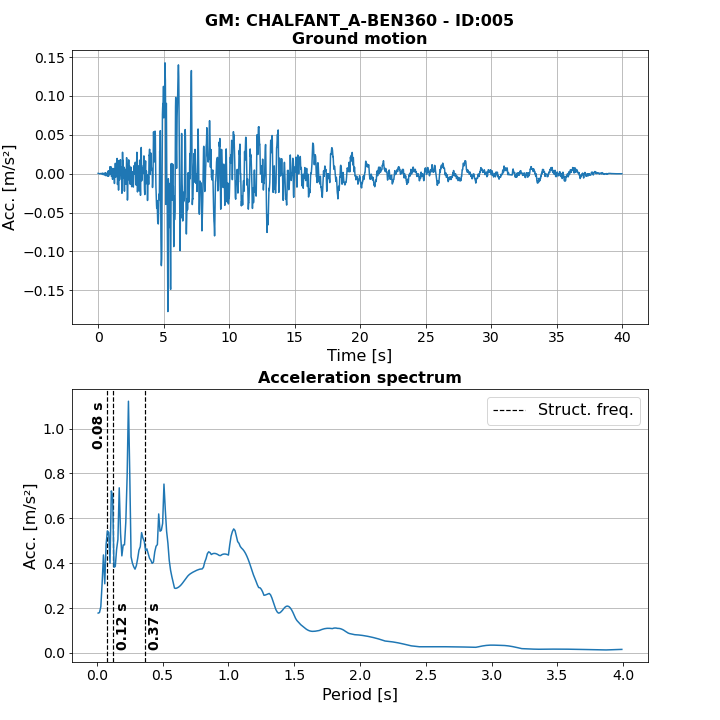 GM: CHALFANT_A-BEN360 - ID:005
Ground motion
0.15
0.10
0.05
0.00
−0.05
−0.10
−0.15
Acc. [m/s²]
0 5 10 15 20 25 30 35 40
Time [s]
Acceleration spectrum
Struct. freq.
0.08 s
0.12 s
0.37 s
1.0
0.8
0.6
0.4
0.2
0.0
Acc. [m/s²]
0.0 0.5 1.0 1.5 2.0 2.5 3.0 3.5 4.0
Period [s]